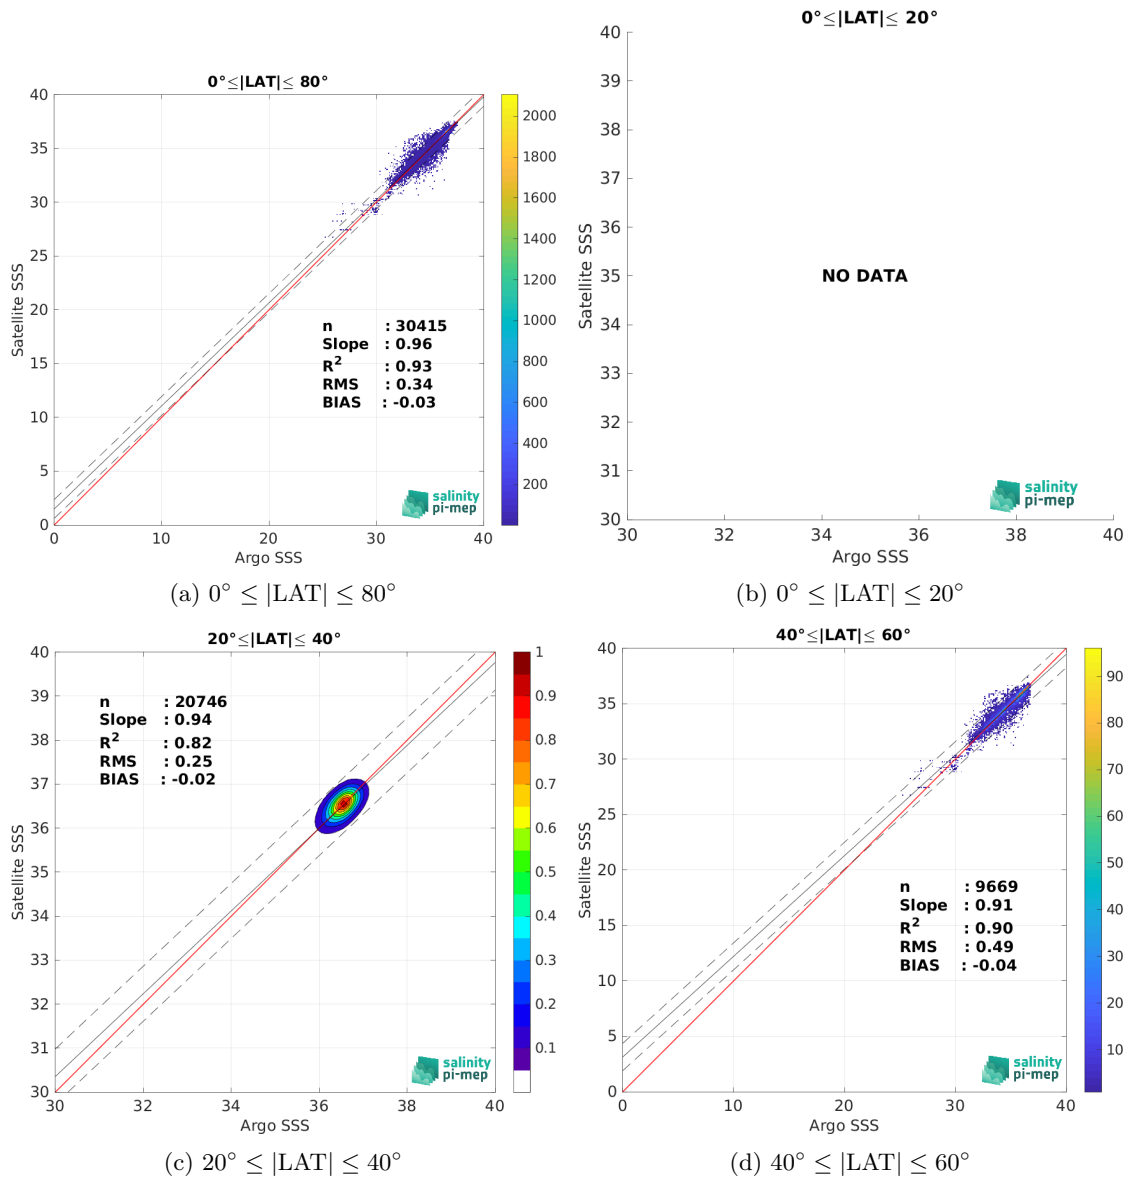 0°≤|LAT|≤ 80°
40
35
30
25
20
15
10
5
0
0
10
20
30
40
Satellite SSS
Argo SSS
n : 30415
Slope : 0.96
R² : 0.93
RMS : 0.34
BIAS : -0.03
salinity
pi-mep
2000
1800
1600
1400
1200
1000
800
600
400
200
(a) 0° ≤ |LAT| ≤ 80°
0°≤|LAT|≤ 20°
40
39
38
37
36
35
34
33
32
31
30
30
32
34
36
38
40
Satellite SSS
Argo SSS
NO DATA
salinity
pi-mep
(b) 0° ≤ |LAT| ≤ 20°
20°≤|LAT|≤ 40°
40
39
38
37
36
35
34
33
32
31
30
30
32
34
36
38
40
Satellite SSS
Argo SSS
n : 20746
Slope : 0.94
R² : 0.82
RMS : 0.25
BIAS : -0.02
salinity
pi-mep
1
0.9
0.8
0.7
0.6
0.5
0.4
0.3
0.2
0.1
(c) 20° ≤ |LAT| ≤ 40°
40°≤|LAT|≤ 60°
40
35
30
25
20
15
10
5
0
0
10
20
30
40
Satellite SSS
Argo SSS
n : 9669
Slope : 0.91
R² : 0.90
RMS : 0.49
BIAS : -0.04
salinity
pi-mep
90
80
70
60
50
40
30
20
10
(d) 40° ≤ |LAT| ≤ 60°